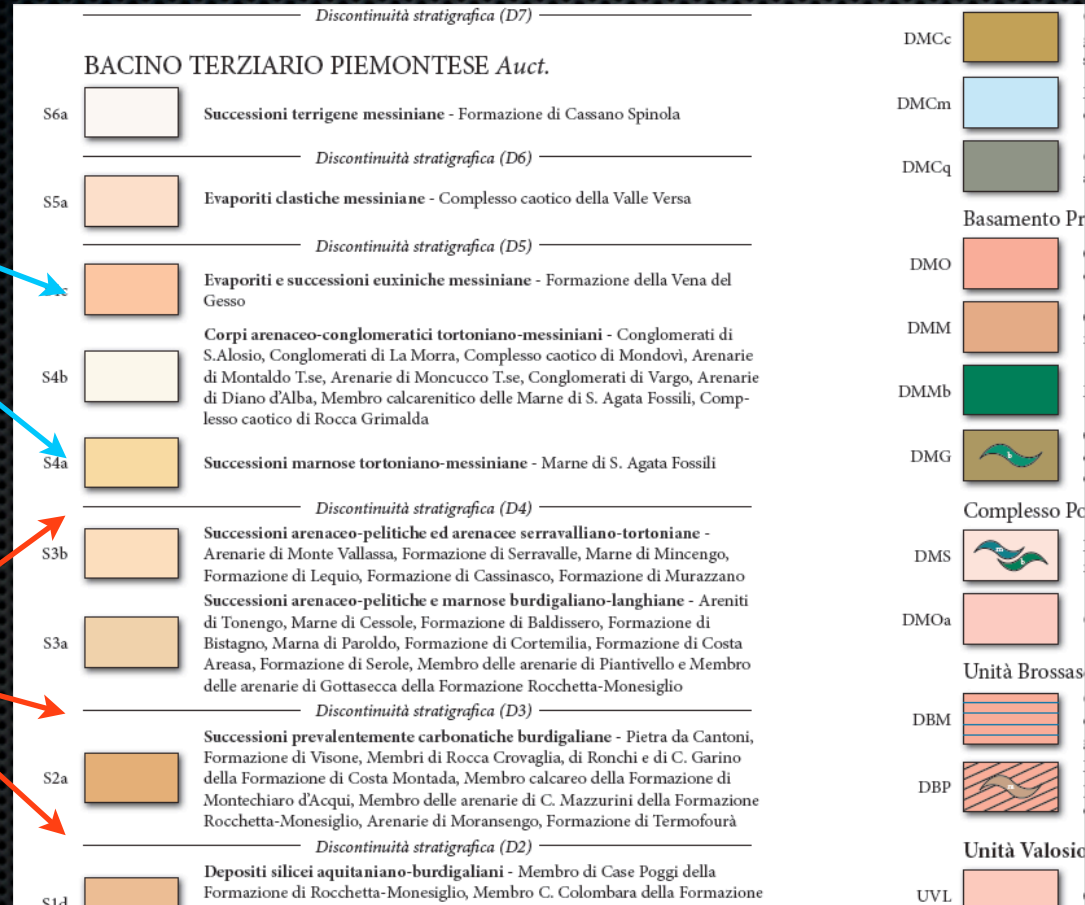 Discontinuità stratigrafica (D7)
BACINO TERZIARIO PIEMONTESE Auct.
S6a
Successioni terrigene messiniane - Formazione di Cassano Spinola
Discontinuità stratigrafica (D6)
S5a
Evaporiti clastiche messiniane - Complesso caotico della Valle Versa
Discontinuità stratigrafica (D5)
Evaporiti e successioni euxiniche messiniane - Formazione della Vena del
Gesso
S4b
Corpi arenaceo-conglomeratici tortoniano-messiniani - Conglomerati di
S.Alosio, Conglomerati di La Morra, Complesso caotico di Mondovì, Arenarie
di Montaldo T.se, Arenarie di Moncucco T.se, Conglomerati di Vargo, Arenarie
di Diano d'Alba, Membro calcarenitico delle Marne di S. Agata Fossili, Comp-
lesso caotico di Rocca Grimalda
S4a
Successioni marnose tortoniano-messiniane - Marne di S. Agata Fossili
Discontinuità stratigrafica (D4)
S3b
Successioni arenaceo-pelitiche ed arenacee serravalliano-tortoniane -
Arenarie di Monte Vallassa, Formazione di Serravalle, Marne di Mincengo,
Formazione di Lequio, Formazione di Cassinasco, Formazione di Murazzano
S3a
Successioni arenaceo-pelitiche e marnose burdigaliano-langhiane - Areniti
di Tonengo, Marne di Cessole, Formazione di Baldissero, Formazione di
Bistagno, Marna di Paroldo, Formazione di Cortemilia, Formazione di Costa
Areasa, Formazione di Serole, Membro delle arenarie di Piantivello e Membro
delle arenarie di Gottasecca della Formazione Rocchetta-Monesiglio
Discontinuità stratigrafica (D3)
S2a
Successioni prevalentemente carbonatiche burdigaliane - Pietra da Cantoni,
Formazione di Visone, Membri di Rocca Crovaglia, di Ronchi e di C. Garino
della Formazione di Costa Montada, Membro calcareo della Formazione di
Montechiaro d'Acqui, Membro delle arenarie di C. Mazzurini della Formazione
Rocchetta-Monesiglio, Arenarie di Moransengo, Formazione di Termofourà
Discontinuità stratigrafica (D2)
S1d
Depositi silicei aquitaniano-burdigaliani - Membro di Case Poggi della
Formazione di Rocchetta-Monesiglio, Membro C. Colombara della Formazione
DMCc
DMCm
DMCq
Basamento Pr
DMO
DMM
DMMb
DMG
b
Complesso Po
DMS
m
b
DMOa
Unità Brossas
DBM
DBP
m
Unità Valosio
UVL